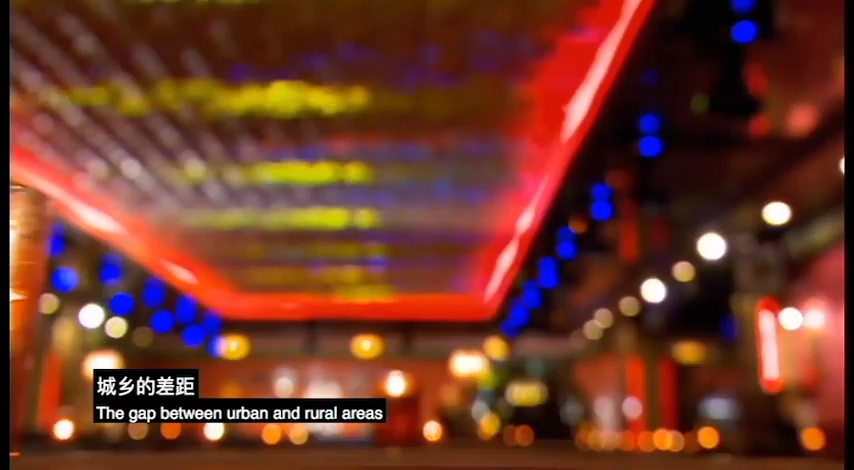 城乡的差距
The gap between urban and rural areas